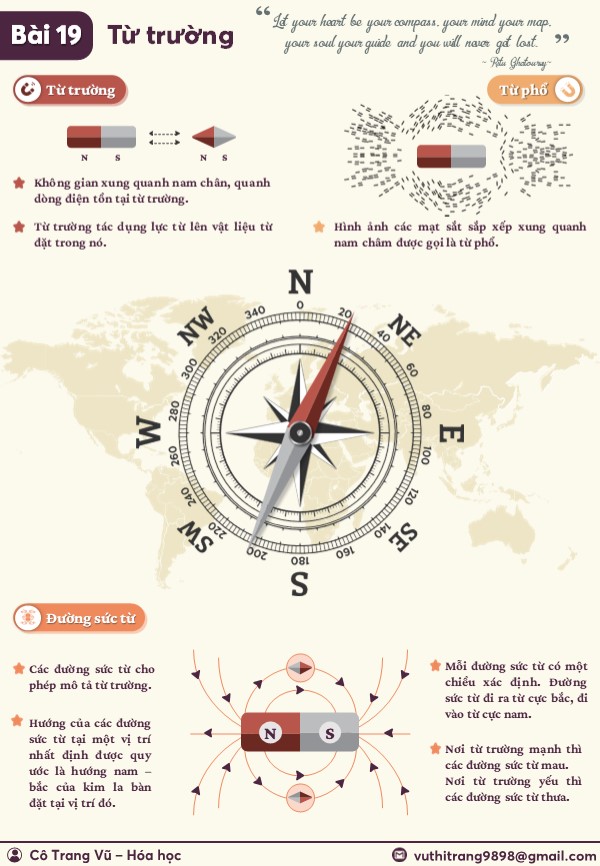 Bài 19 Từ trường
“ Let your heart be your compass, your mind your map,
your soul your guide and you will never get lost. ”
~ Ritu Ghatourey~
Từ trường
N S N S
Không gian xung quanh nam chân, quanh
dòng điện tồn tại từ trường.
Từ trường tác dụng lực từ lên vật liệu từ
đặt trong nó.
Từ phổ
Hình ảnh các mạt sắt sắp xếp xung quanh
nam châm được gọi là từ phổ.
N
NW NE
W E
SW SE
S
0 20 40 60 80 100 120 140 160 180 200 220 240 260 280 300 320 340
Đường sức từ
Các đường sức từ cho
phép mô tả từ trường.
Hướng của các đường
sức từ tại một vị trí
nhất định được quy
ước là hướng nam –
bắc của kim la bàn
đặt tại vị trí đó.
N S
Mỗi đường sức từ có một
chiều xác định. Đường
sức từ đi ra từ cực bắc, đi
vào từ cực nam.
Nơi từ trường mạnh thì
các đường sức từ mau.
Nơi từ trường yếu thì
các đường sức từ thưa.
Cô Trang Vũ – Hóa học
vuthitrang9898@gmail.com